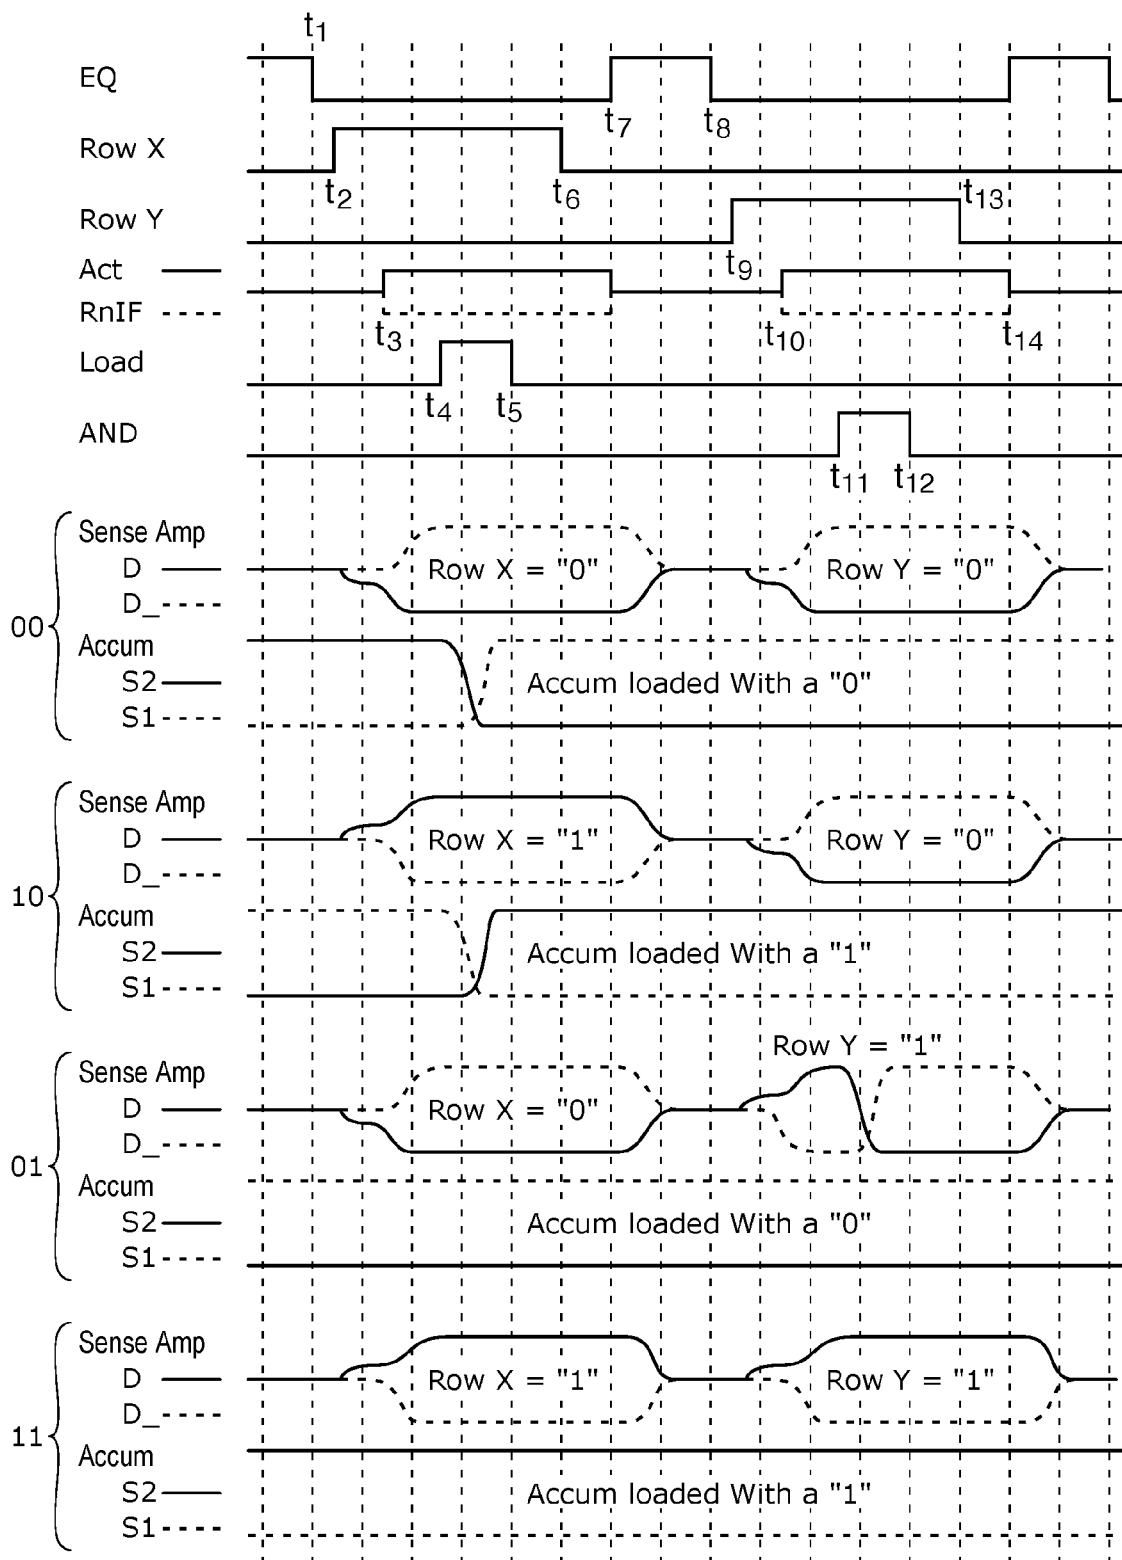 t1
EQ
t7 t8
Row X
t2 t6 t13
Row Y
t9
Act
RnIF
t3 t10 t14
Load
t4 t5
AND
t11 t12
Sense Amp
D Row X = "0" Row Y = "0"
D_
00
Accum
S2 Accum loaded With a "0"
S1
Sense Amp
D Row X = "1" Row Y = "0"
D_
10
Accum
S2 Accum loaded With a "1"
S1
Row Y = "1"
Sense Amp
D Row X = "0"
D_
01
Accum
S2 Accum loaded With a "0"
S1
Sense Amp
D Row X = "1" Row Y = "1"
D_
11
Accum
S2 Accum loaded With a "1"
S1